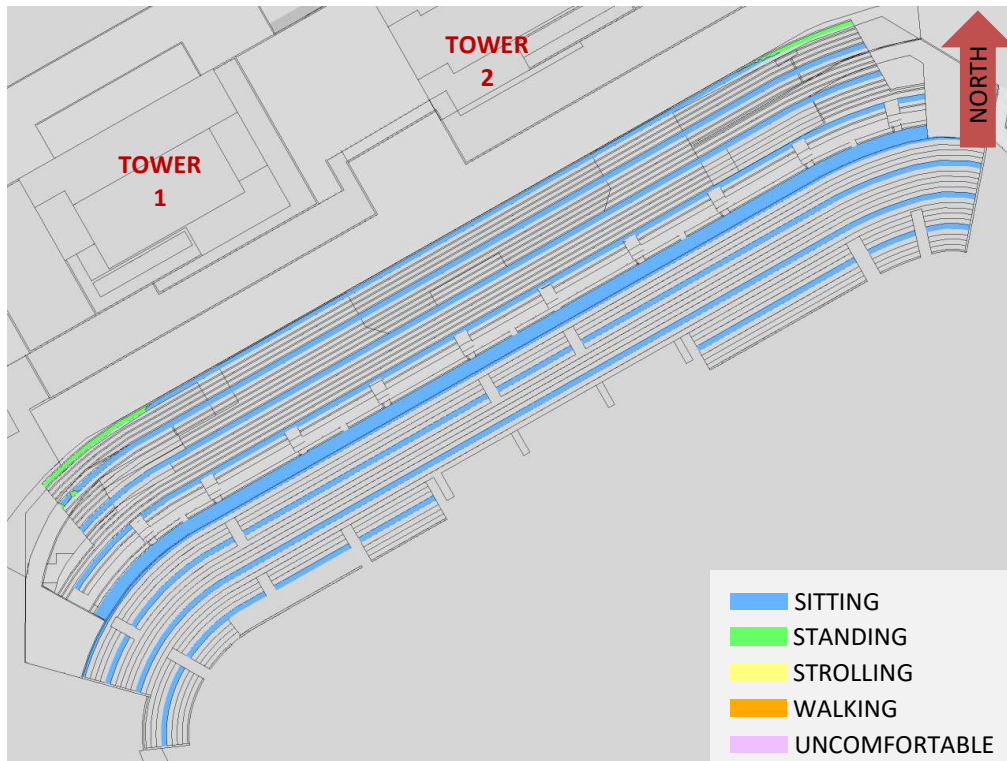 TOWER
2
NORTH
TOWER
1
SITTING
STANDING
STROLLING
WALKING
UNCOMFORTABLE